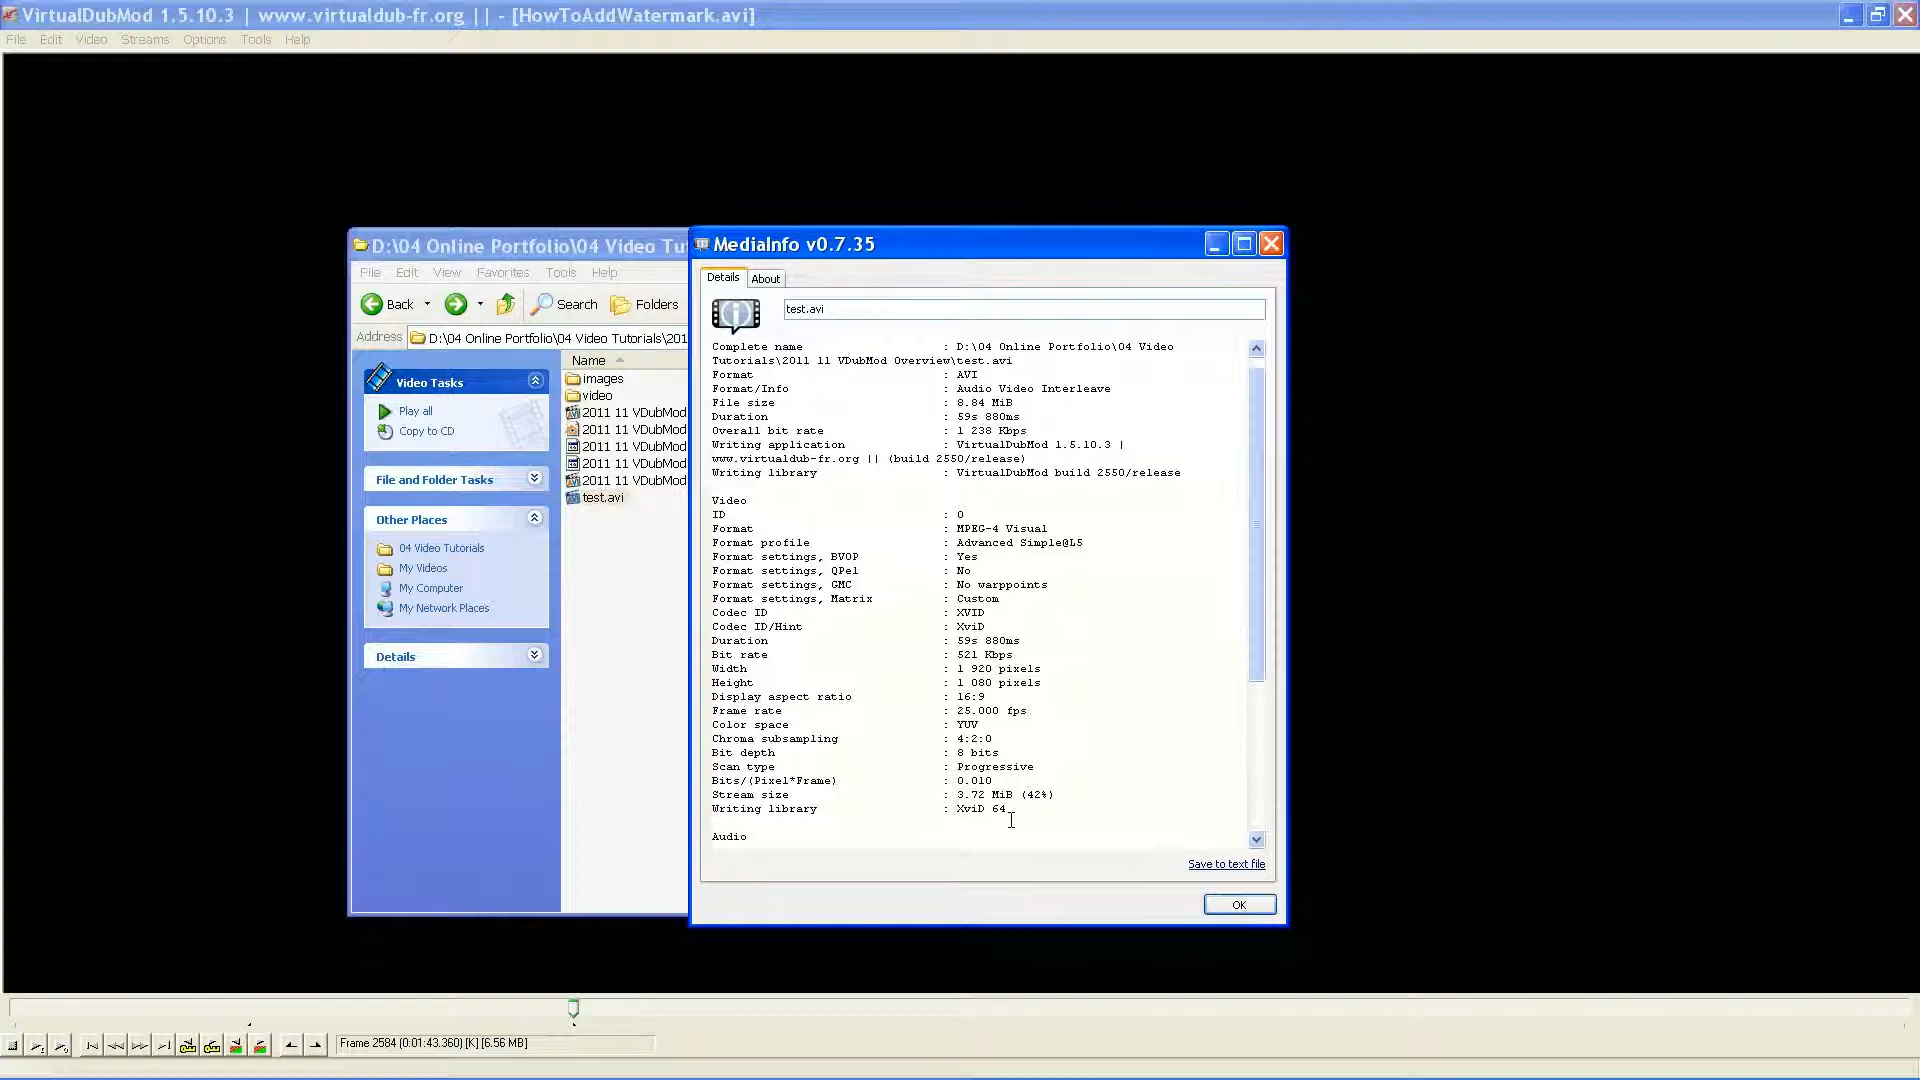 VirtualDubMod 1.5.10.3 | www.virtualdub-fr.org || - [HowToAddWatermark.avi]
File Edit Video Streams Options Tools Help
D:\04 Online Portfolio\04 Video Tu
File Edit View Favorites Tools Help
Back Search Folders
Address D:\04 Online Portfolio\04 Video Tutorials\201
Video Tasks
Play all
Copy to CD
File and Folder Tasks
Other Places
04 Video Tutorials
My Videos
My Computer
My Network Places
Details
Name
images
video
2011 11 VDubMod
2011 11 VDubMod
2011 11 VDubMod
2011 11 VDubMod
2011 11 VDubMod
test.avi
MediaInfo v0.7.35
Details About
test.avi
Complete name : D:\04 Online Portfolio\04 Video
Tutorials\2011 11 VDubMod Overview\test.avi
Format : AVI
Format/Info : Audio Video Interleave
File size : 8.84 MiB
Duration : 59s 880ms
Overall bit rate : 1 238 Kbps
Writing application : VirtualDubMod 1.5.10.3 |
www.virtualdub-fr.org || (build 2550/release)
Writing library : VirtualDubMod build 2550/release
Video
ID : 0
Format : MPEG-4 Visual
Format profile : Advanced Simple@L5
Format settings, BVOP : Yes
Format settings, QPel : No
Format settings, GMC : No warppoints
Format settings, Matrix : Custom
Codec ID : XVID
Codec ID/Hint : XviD
Duration : 59s 880ms
Bit rate : 521 Kbps
Width : 1 920 pixels
Height : 1 080 pixels
Display aspect ratio : 16:9
Frame rate : 25.000 fps
Color space : YUV
Chroma subsampling : 4:2:0
Bit depth : 8 bits
Scan type : Progressive
Bits/(Pixel*Frame) : 0.010
Stream size : 3.72 MiB (42%)
Writing library : XviD 64
Audio
Save to text file
OK
Frame 2584 (0:01:43.360) [K] [6.56 MB]